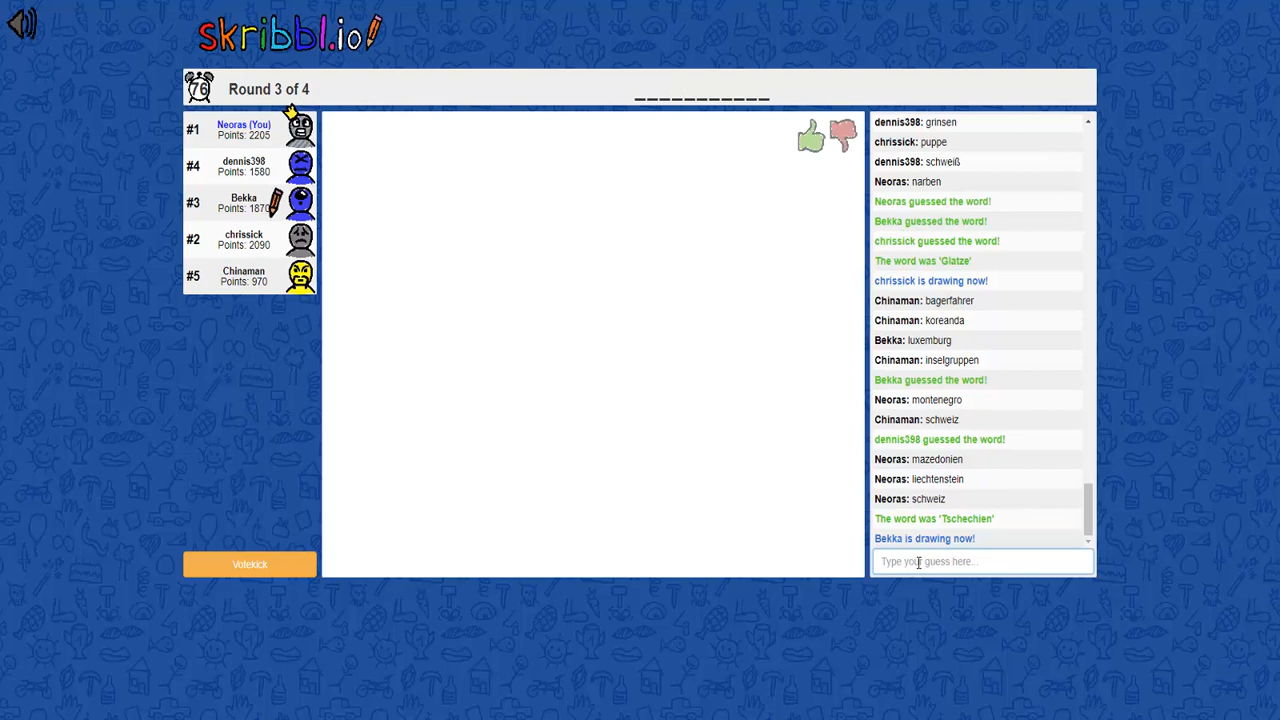 skribbl.io
76
Round 3 of 4
___________
#1
Neoras (You)
Points: 2205
#4
dennis398
Points: 1580
#3
Bekka
Points: 1870
#2
chrissick
Points: 2090
#5
Chinaman
Points: 970
Votekick
dennis398: grinsen
chrissick: puppe
dennis398: schweiß
Neoras: narben
Neoras guessed the word!
Bekka guessed the word!
chrissick guessed the word!
The word was 'Glatze'
chrissick is drawing now!
Chinaman: bagerfahrer
Chinaman: koreanda
Bekka: luxemburg
Chinaman: inselgruppen
Bekka guessed the word!
Neoras: montenegro
Chinaman: schweiz
dennis398 guessed the word!
Neoras: mazedonien
Neoras: liechtenstein
Neoras: schweiz
The word was 'Tschechien'
Bekka is drawing now!
Type your guess here...